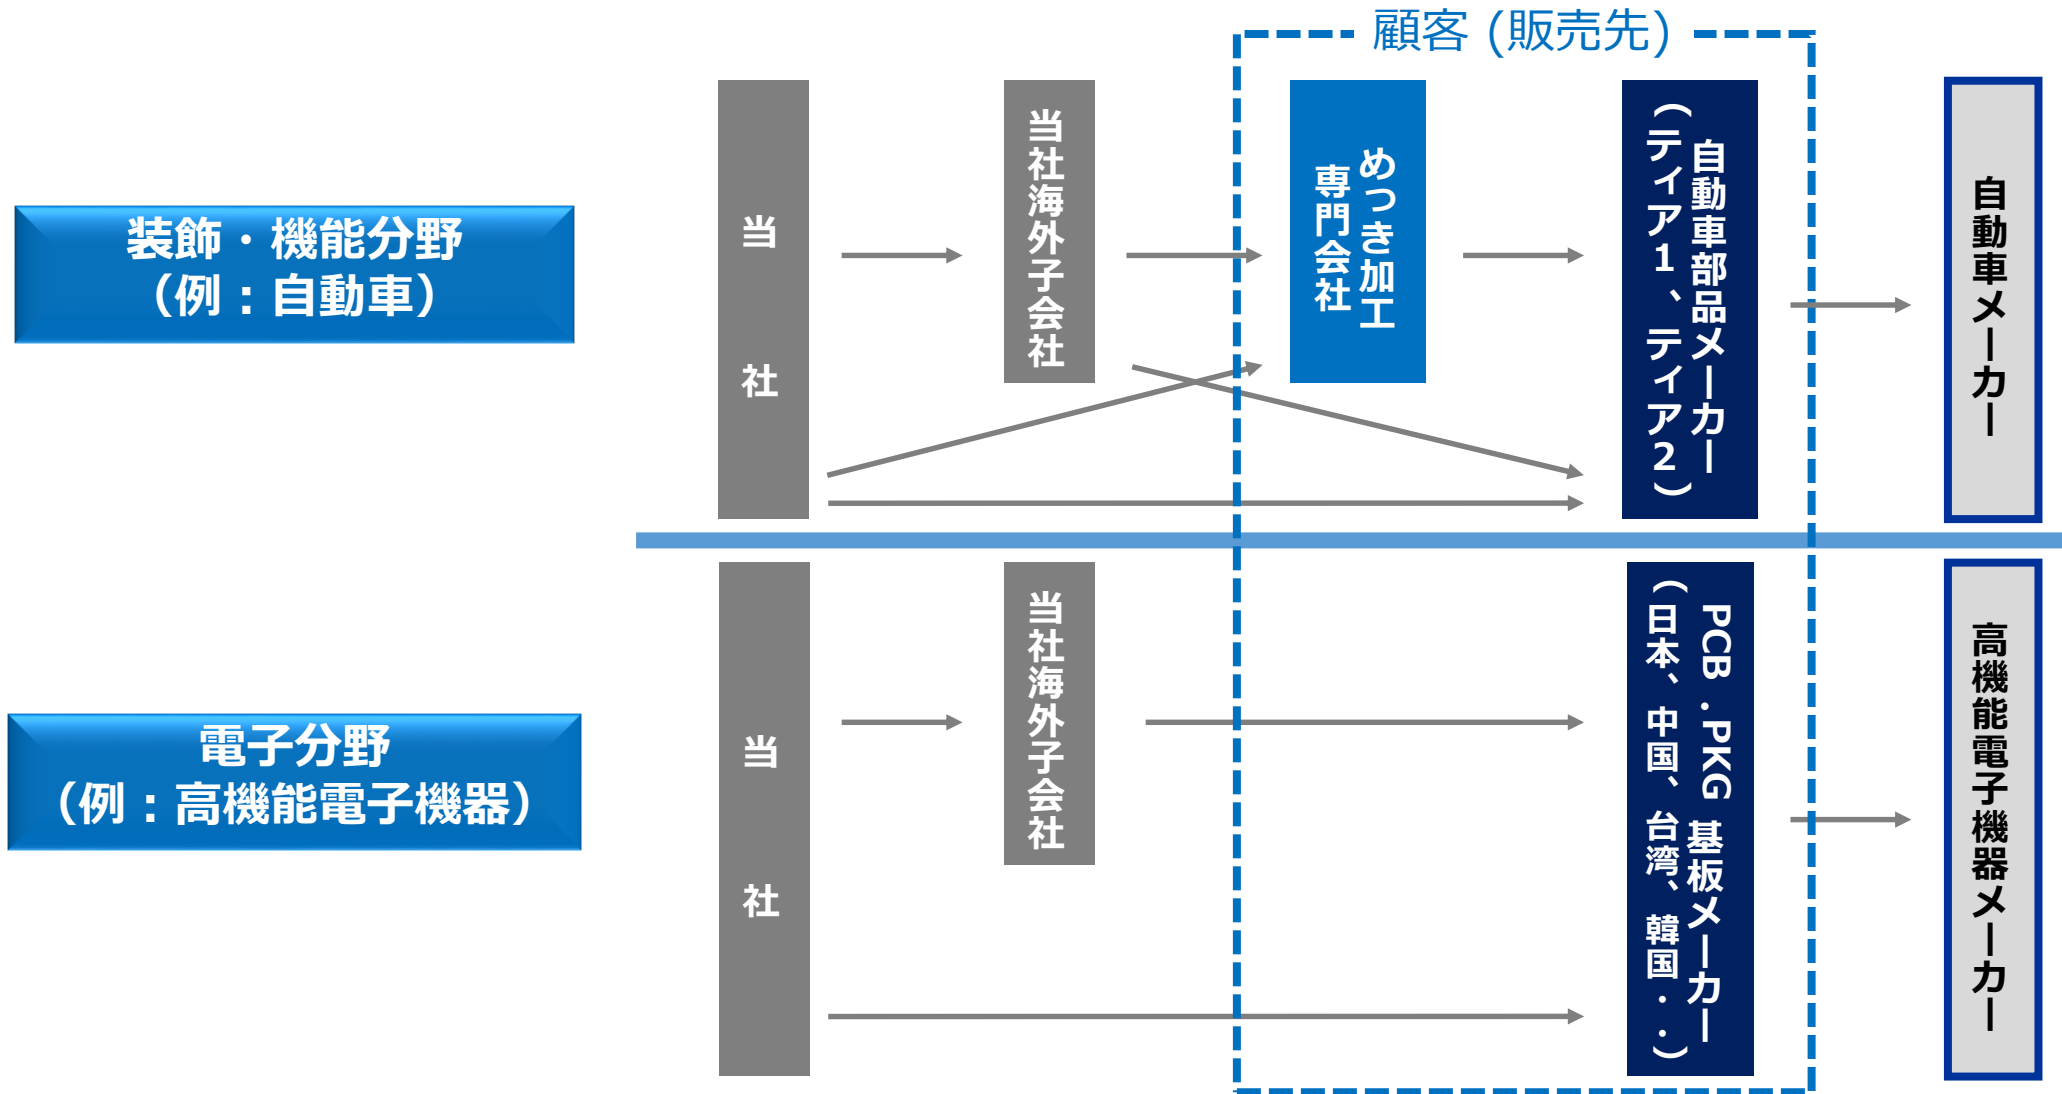 顧客 (販売先)
装飾・機能分野
（例：自動車）
当社
当社海外子会社
めっき加工
専門会社
自動車部品メーカー
（ティア1、ティア2）
自動車メーカー
電子分野
（例：高機能電子機器）
当社
当社海外子会社
PCB .PKG 基板メーカー
（日本、中国、台湾、韓国・・）
高機能電子機器メーカー